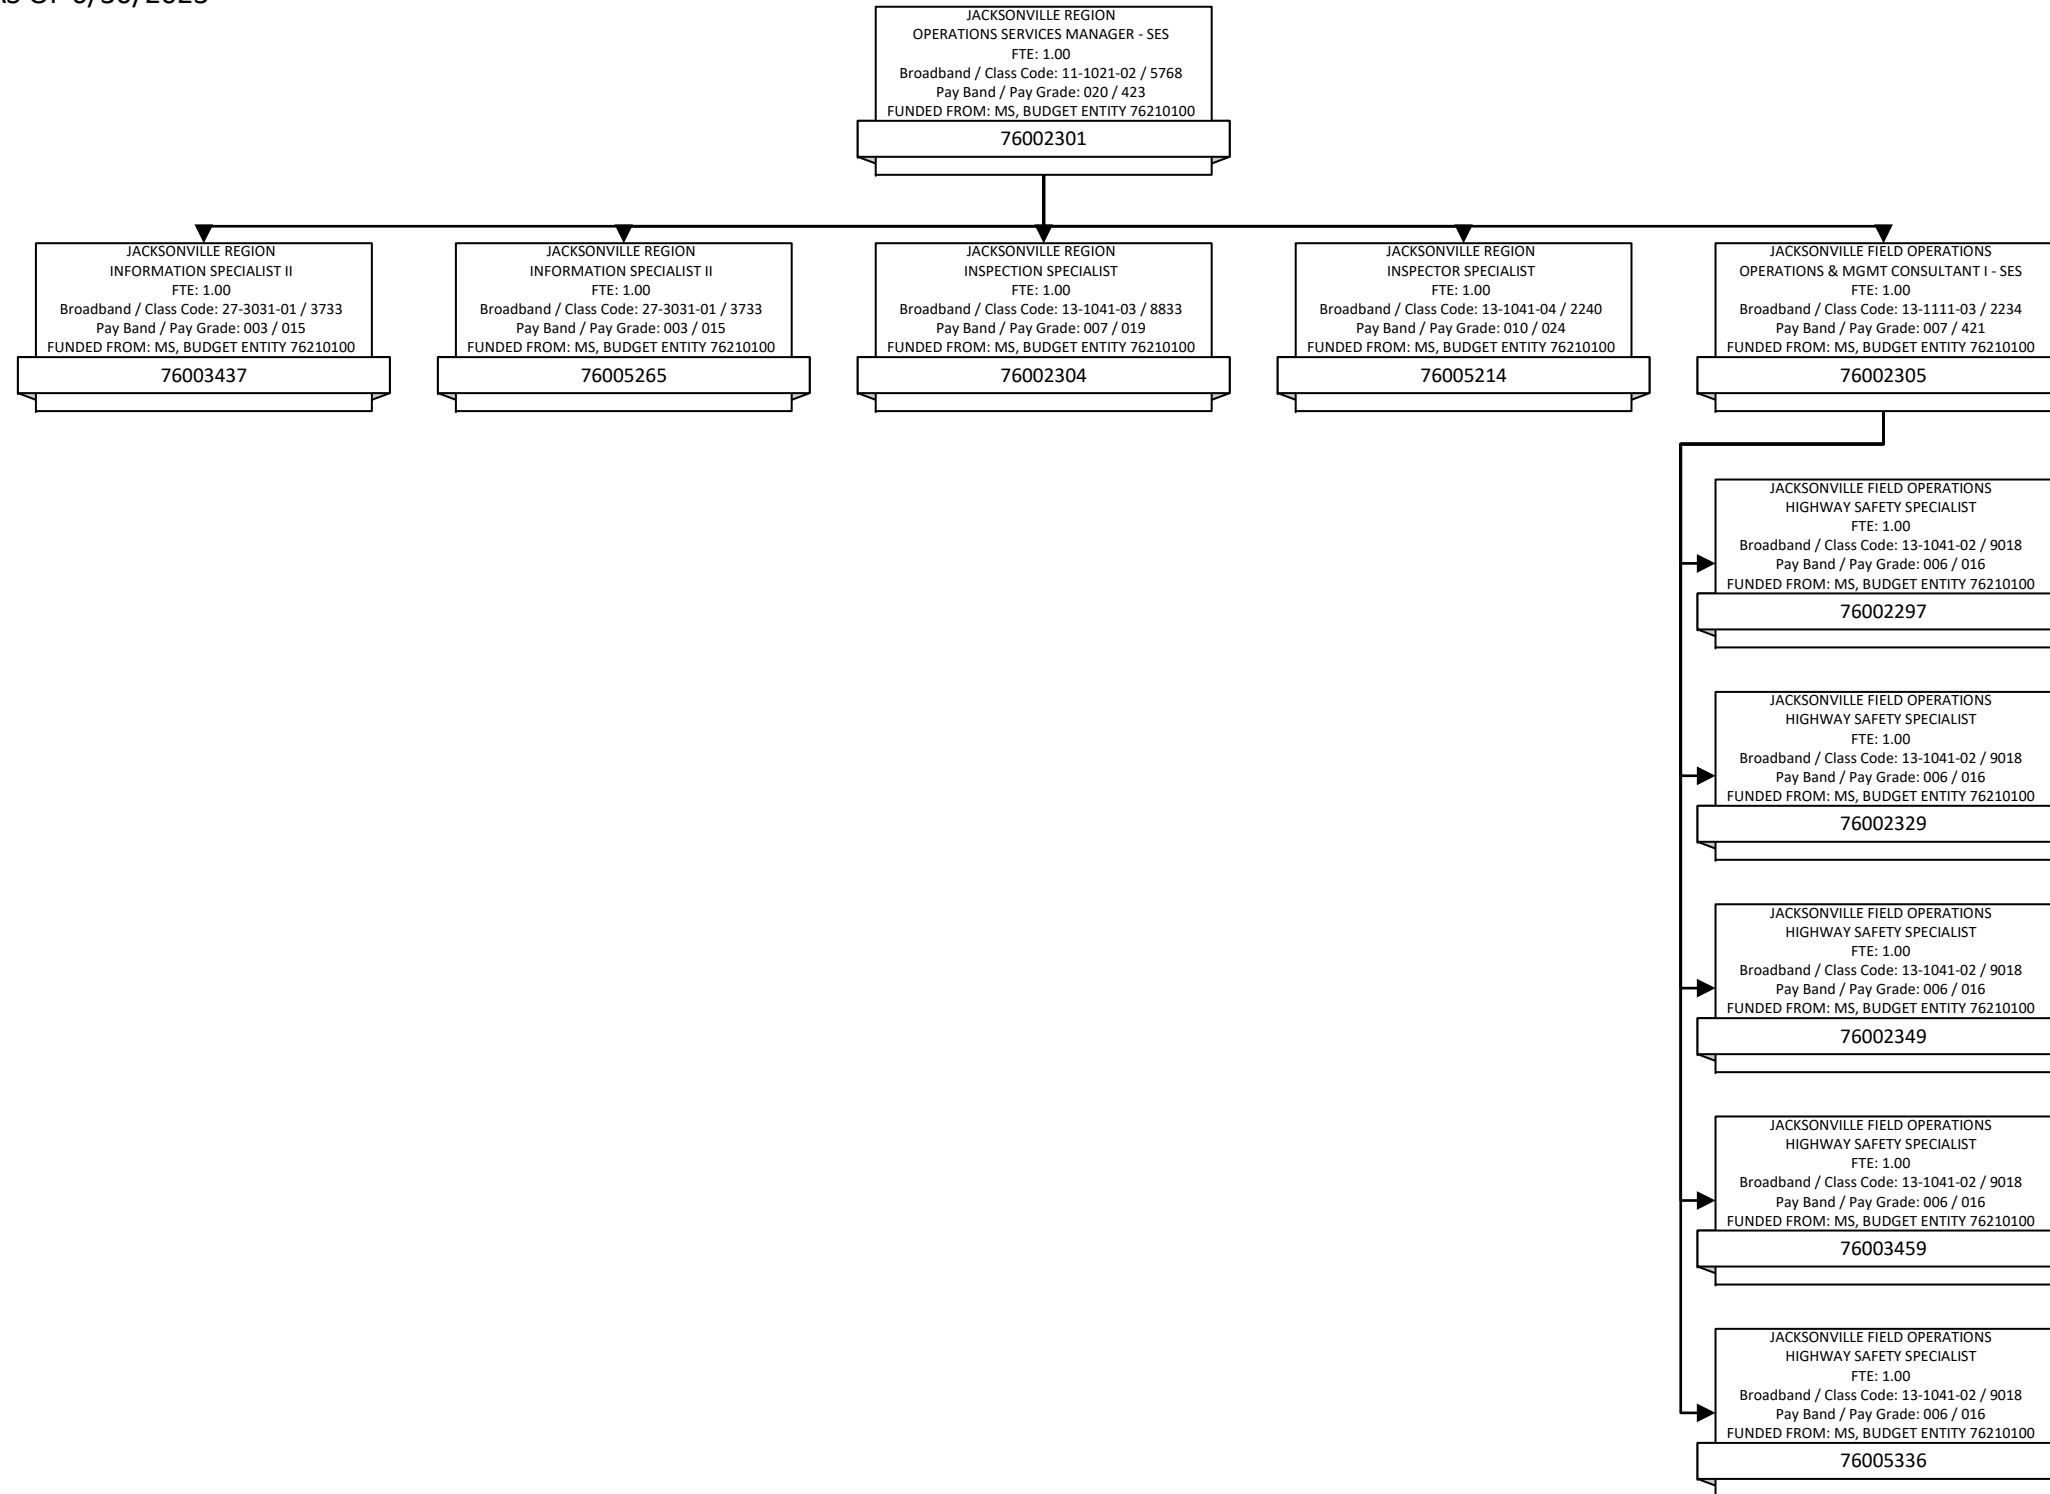 JACKSONVILLE REGION
OPERATIONS SERVICES MANAGER - SES
FTE: 1.00
Broadband / Class Code: 11-1021-02 / 5768
Pay Band / Pay Grade: 020 / 423
FUNDED FROM: MS, BUDGET ENTITY 76210100
76002301
JACKSONVILLE REGION
INFORMATION SPECIALIST II
FTE: 1.00
Broadband / Class Code: 27-3031-01 / 3733
Pay Band / Pay Grade: 003 / 015
FUNDED FROM: MS, BUDGET ENTITY 76210100
76003437
JACKSONVILLE REGION
INFORMATION SPECIALIST II
FTE: 1.00
Broadband / Class Code: 27-3031-01 / 3733
Pay Band / Pay Grade: 003 / 015
FUNDED FROM: MS, BUDGET ENTITY 76210100
76005265
JACKSONVILLE REGION
INSPECTION SPECIALIST
FTE: 1.00
Broadband / Class Code: 13-1041-03 / 8833
Pay Band / Pay Grade: 007 / 019
FUNDED FROM: MS, BUDGET ENTITY 76210100
76002304
JACKSONVILLE REGION
INSPECTOR SPECIALIST
FTE: 1.00
Broadband / Class Code: 13-1041-04 / 2240
Pay Band / Pay Grade: 010 / 024
FUNDED FROM: MS, BUDGET ENTITY 76210100
76005214
JACKSONVILLE FIELD OPERATIONS
OPERATIONS & MGMT CONSULTANT I - SES
FTE: 1.00
Broadband / Class Code: 13-1111-03 / 2234
Pay Band / Pay Grade: 007 / 421
FUNDED FROM: MS, BUDGET ENTITY 76210100
76002305
JACKSONVILLE FIELD OPERATIONS
HIGHWAY SAFETY SPECIALIST
FTE: 1.00
Broadband / Class Code: 13-1041-02 / 9018
Pay Band / Pay Grade: 006 / 016
FUNDED FROM: MS, BUDGET ENTITY 76210100
76002297
JACKSONVILLE FIELD OPERATIONS
HIGHWAY SAFETY SPECIALIST
FTE: 1.00
Broadband / Class Code: 13-1041-02 / 9018
Pay Band / Pay Grade: 006 / 016
FUNDED FROM: MS, BUDGET ENTITY 76210100
76002329
JACKSONVILLE FIELD OPERATIONS
HIGHWAY SAFETY SPECIALIST
FTE: 1.00
Broadband / Class Code: 13-1041-02 / 9018
Pay Band / Pay Grade: 006 / 016
FUNDED FROM: MS, BUDGET ENTITY 76210100
76002349
JACKSONVILLE FIELD OPERATIONS
HIGHWAY SAFETY SPECIALIST
FTE: 1.00
Broadband / Class Code: 13-1041-02 / 9018
Pay Band / Pay Grade: 006 / 016
FUNDED FROM: MS, BUDGET ENTITY 76210100
76003459
JACKSONVILLE FIELD OPERATIONS
HIGHWAY SAFETY SPECIALIST
FTE: 1.00
Broadband / Class Code: 13-1041-02 / 9018
Pay Band / Pay Grade: 006 / 016
FUNDED FROM: MS, BUDGET ENTITY 76210100
76005336